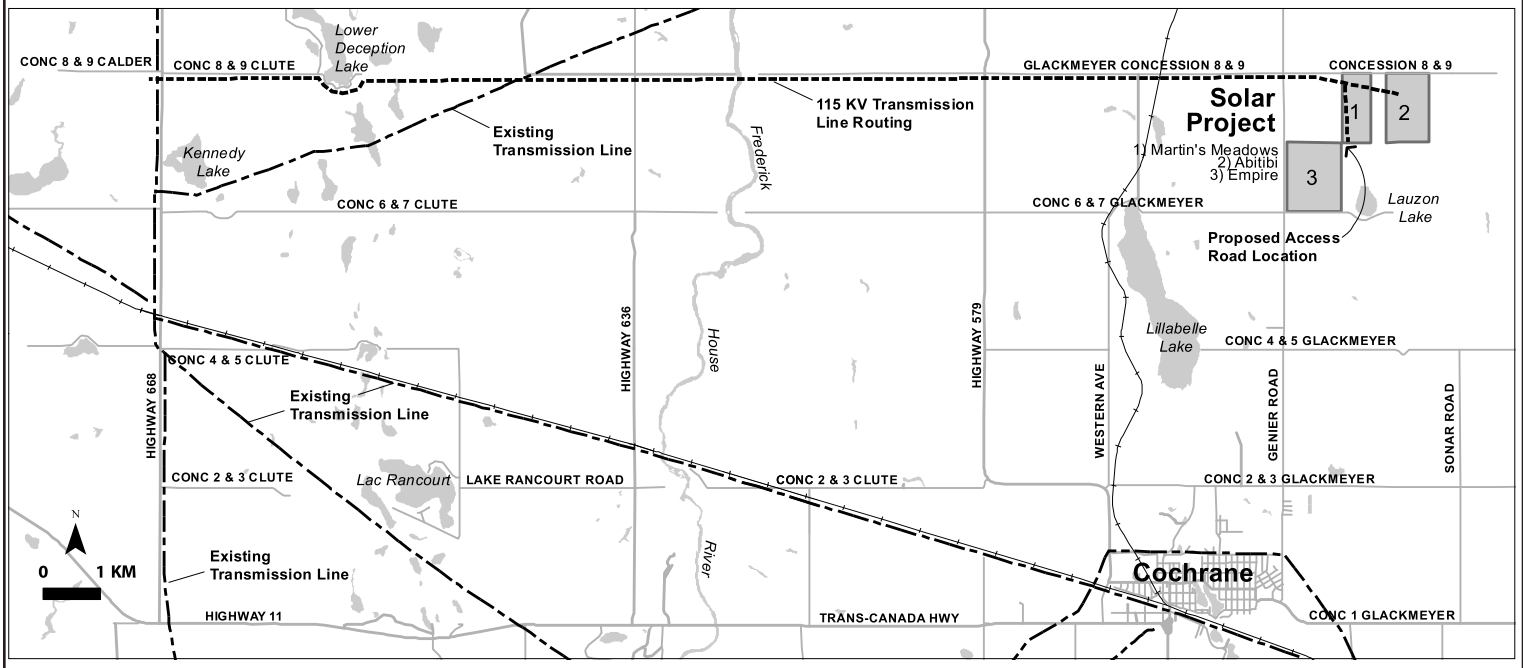 Lower
Deception
Lake
CONC 8 & 9 CALDER
CONC 8 & 9 CLUTE
GLACKMEYER CONCESSION 8 & 9
CONCESSION 8 & 9
115 KV Transmission
Line Routing
Solar
Project
1
2
1) Martin's Meadows
2) Abitibi
3) Empire
3
Existing
Transmission Line
Kennedy
Lake
Frederick
CONC 6 & 7 CLUTE
CONC 6 & 7 GLACKMEYER
Lauzon
Lake
Proposed Access
Road Location
HIGHWAY 636
House
HIGHWAY 579
Lillabelle
Lake
CONC 4 & 5 GLACKMEYER
CONC 4 & 5 CLUTE
HIGHWAY 668
Existing
Transmission Line
WESTERN AVE
GENIER ROAD
SONAR ROAD
CONC 2 & 3 CLUTE
Lac Rancourt
LAKE RANCOURT ROAD
CONC 2 & 3 CLUTE
CONC 2 & 3 GLACKMEYER
N
0 1 KM
Existing
Transmission Line
River
Cochrane
HIGHWAY 11
TRANS-CANADA HWY
CONC 1 GLACKMEYER